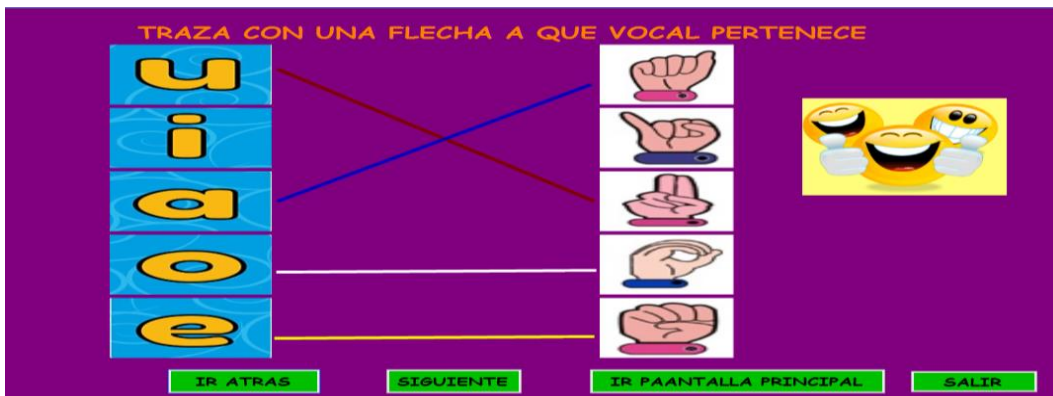 TRAZA CON UNA FLECHA A QUE VOCAL PERTENECE
u
i
a
o
e
IR ATRAS
SIGUIENTE
IR PAANTALLA PRINCIPAL
SALIR